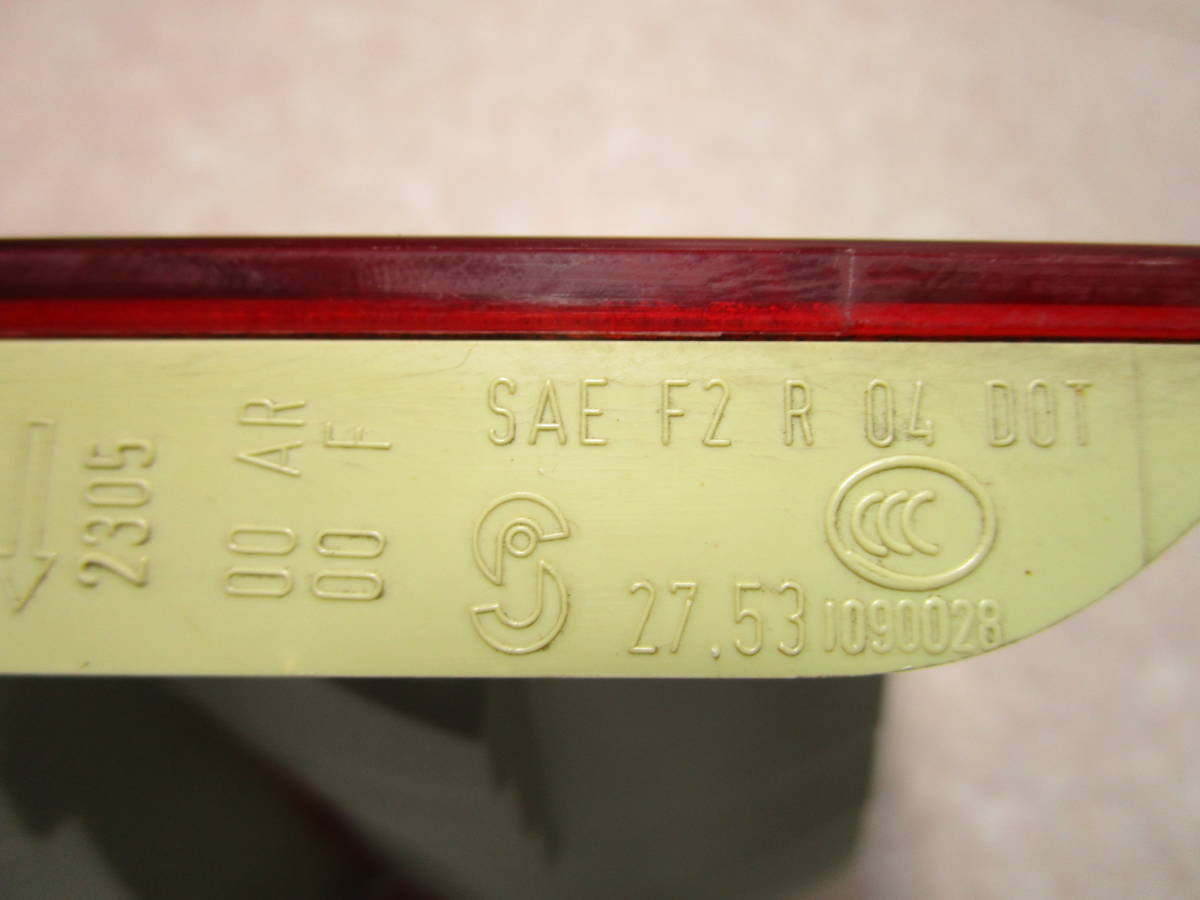 SAE F2 R 04 DOT
2305
00 AR
00 F
CCC
27.53
1090028